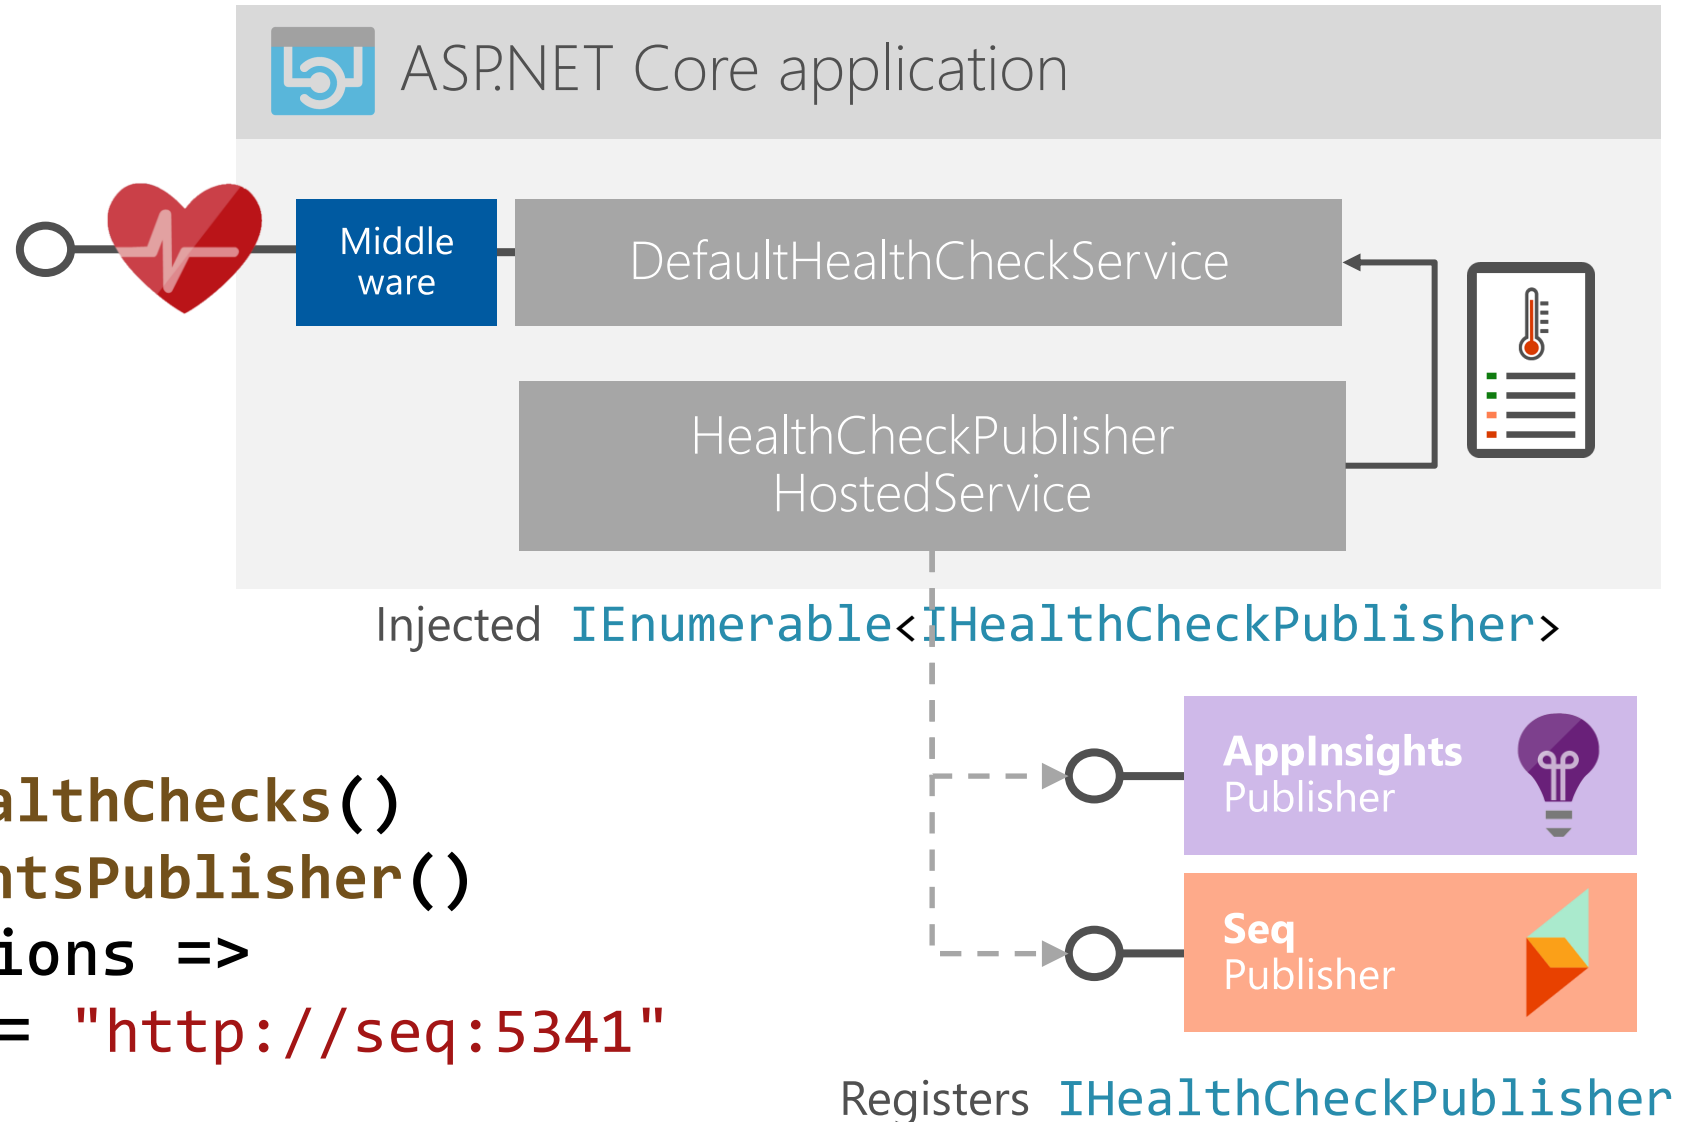 ASP.NET Core application
Middle
ware
DefaultHealthCheckService
HealthCheckPublisher
HostedService
Injected IEnumerable<IHealthCheckPublisher>
AppInsights
Publisher
Seq
Publisher
Registers IHealthCheckPublisher
althChecks()
ntsPublisher()
ions =>
= "http://seq:5341"